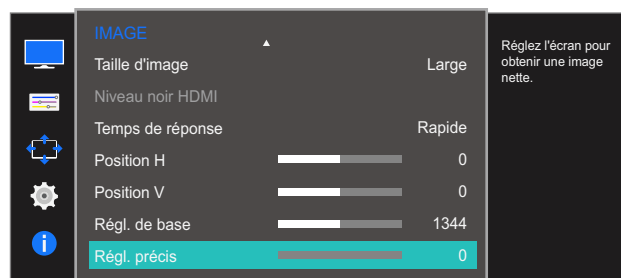 IMAGE
Taille d'image Large
Niveau noir HDMI
Temps de réponse Rapide
Position H 0
Position V 0
Régl. de base 1344
Régl. précis 0
Réglez l'écran pour
obtenir une image
nette.